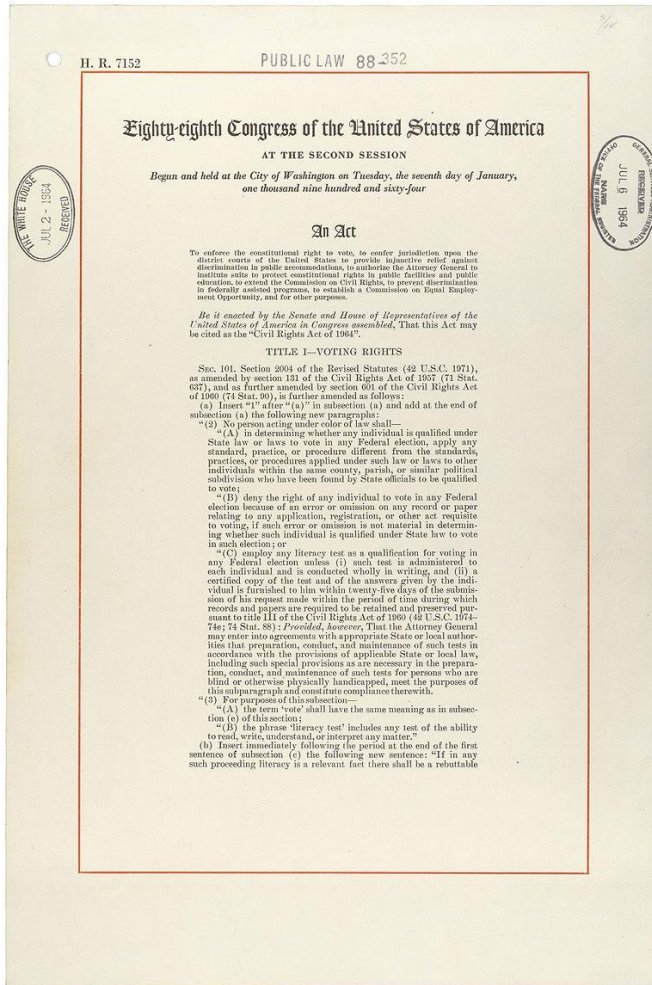 H. R. 7152
PUBLIC LAW 88-352
Eighty-eighth Congress of the United States of America
AT THE SECOND SESSION
Begun and held at the City of Washington on Tuesday, the seventh day of January,
one thousand nine hundred and sixty-four
THE WHITE HOUSE
JUL 2 - 1964
RECEIVED
RECEIVED
JUL 6 1964
NARS
OFFICE OF THE FEDERAL REGISTER
An Act
To enforce the constitutional right to vote, to confer jurisdiction upon the
district courts of the United States to provide injunctive relief against
discrimination in public accommodations, to authorize the Attorney General to
institute suits to protect constitutional rights in public facilities and public
education, to extend the Commission on Civil Rights, to prevent discrimination
in federally assisted programs, to establish a Commission on Equal Employ-
ment Opportunity, and for other purposes.
Be it enacted by the Senate and House of Representatives of the
United States of America in Congress assembled, That this Act may
be cited as the "Civil Rights Act of 1964".
TITLE I—VOTING RIGHTS
SEC. 101. Section 2004 of the Revised Statutes (42 U.S.C. 1971),
as amended by section 131 of the Civil Rights Act of 1957 (71 Stat.
637), and as further amended by section 601 of the Civil Rights Act
of 1960 (74 Stat. 90), is further amended as follows:
(a) Insert "1" after "(a)" in subsection (a) and add at the end of
subsection (a) the following new paragraphs:
"(2) No person acting under color of law shall—
"(A) in determining whether any individual is qualified under
State law or laws to vote in any Federal election, apply any
standard, practice, or procedure different from the standards,
practices, or procedures applied under such law or laws to other
individuals within the same county, parish, or similar political
subdivision who have been found by State officials to be qualified
to vote;
"(B) deny the right of any individual to vote in any Federal
election because of an error or omission on any record or paper
relating to any application, registration, or other act requisite
to voting, if such error or omission is not material in determin-
ing whether such individual is qualified under State law to vote
in such election; or
"(C) employ any literacy test as a qualification for voting in
any Federal election unless (i) such test is administered to
each individual and is conducted wholly in writing, and (ii) a
certified copy of the test and of the answers given by the indi-
vidual is furnished to him within twenty-five days of the submis-
sion of his request made within the period of time during which
records and papers are required to be retained and preserved pur-
suant to title III of the Civil Rights Act of 1960 (42 U.S.C. 1974–
74e; 74 Stat. 88): Provided, however, That the Attorney General
may enter into agreements with appropriate State or local author-
ities that preparation, conduct, and maintenance of such tests in
accordance with the provisions of applicable State or local law,
including such special provisions as are necessary in the prepara-
tion, conduct, and maintenance of such tests for persons who are
blind or otherwise physically handicapped, meet the purposes of
this subparagraph and constitute compliance therewith.
"(3) For purposes of this subsection—
"(A) the term 'vote' shall have the same meaning as in subsec-
tion (e) of this section;
"(B) the phrase 'literacy test' includes any test of the ability
to read, write, understand, or interpret any matter."
(b) Insert immediately following the period at the end of the first
sentence of subsection (c) the following new sentence: "If in any
such proceeding literacy is a relevant fact there shall be a rebuttable